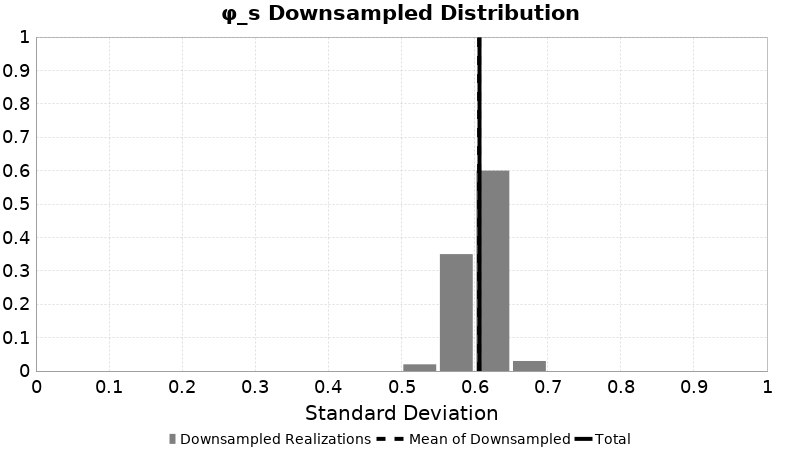 φ_s Downsampled Distribution
1
0.9
0.8
0.7
0.6
0.5
0.4
0.3
0.2
0.1
0
0 0.1 0.2 0.3 0.4 0.5 0.6 0.7 0.8 0.9 1
Standard Deviation
Downsampled Realizations Mean of Downsampled Total